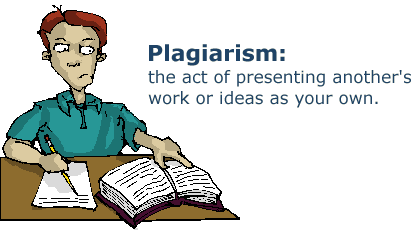 Plagiarism:
the act of presenting another's
work or ideas as your own.